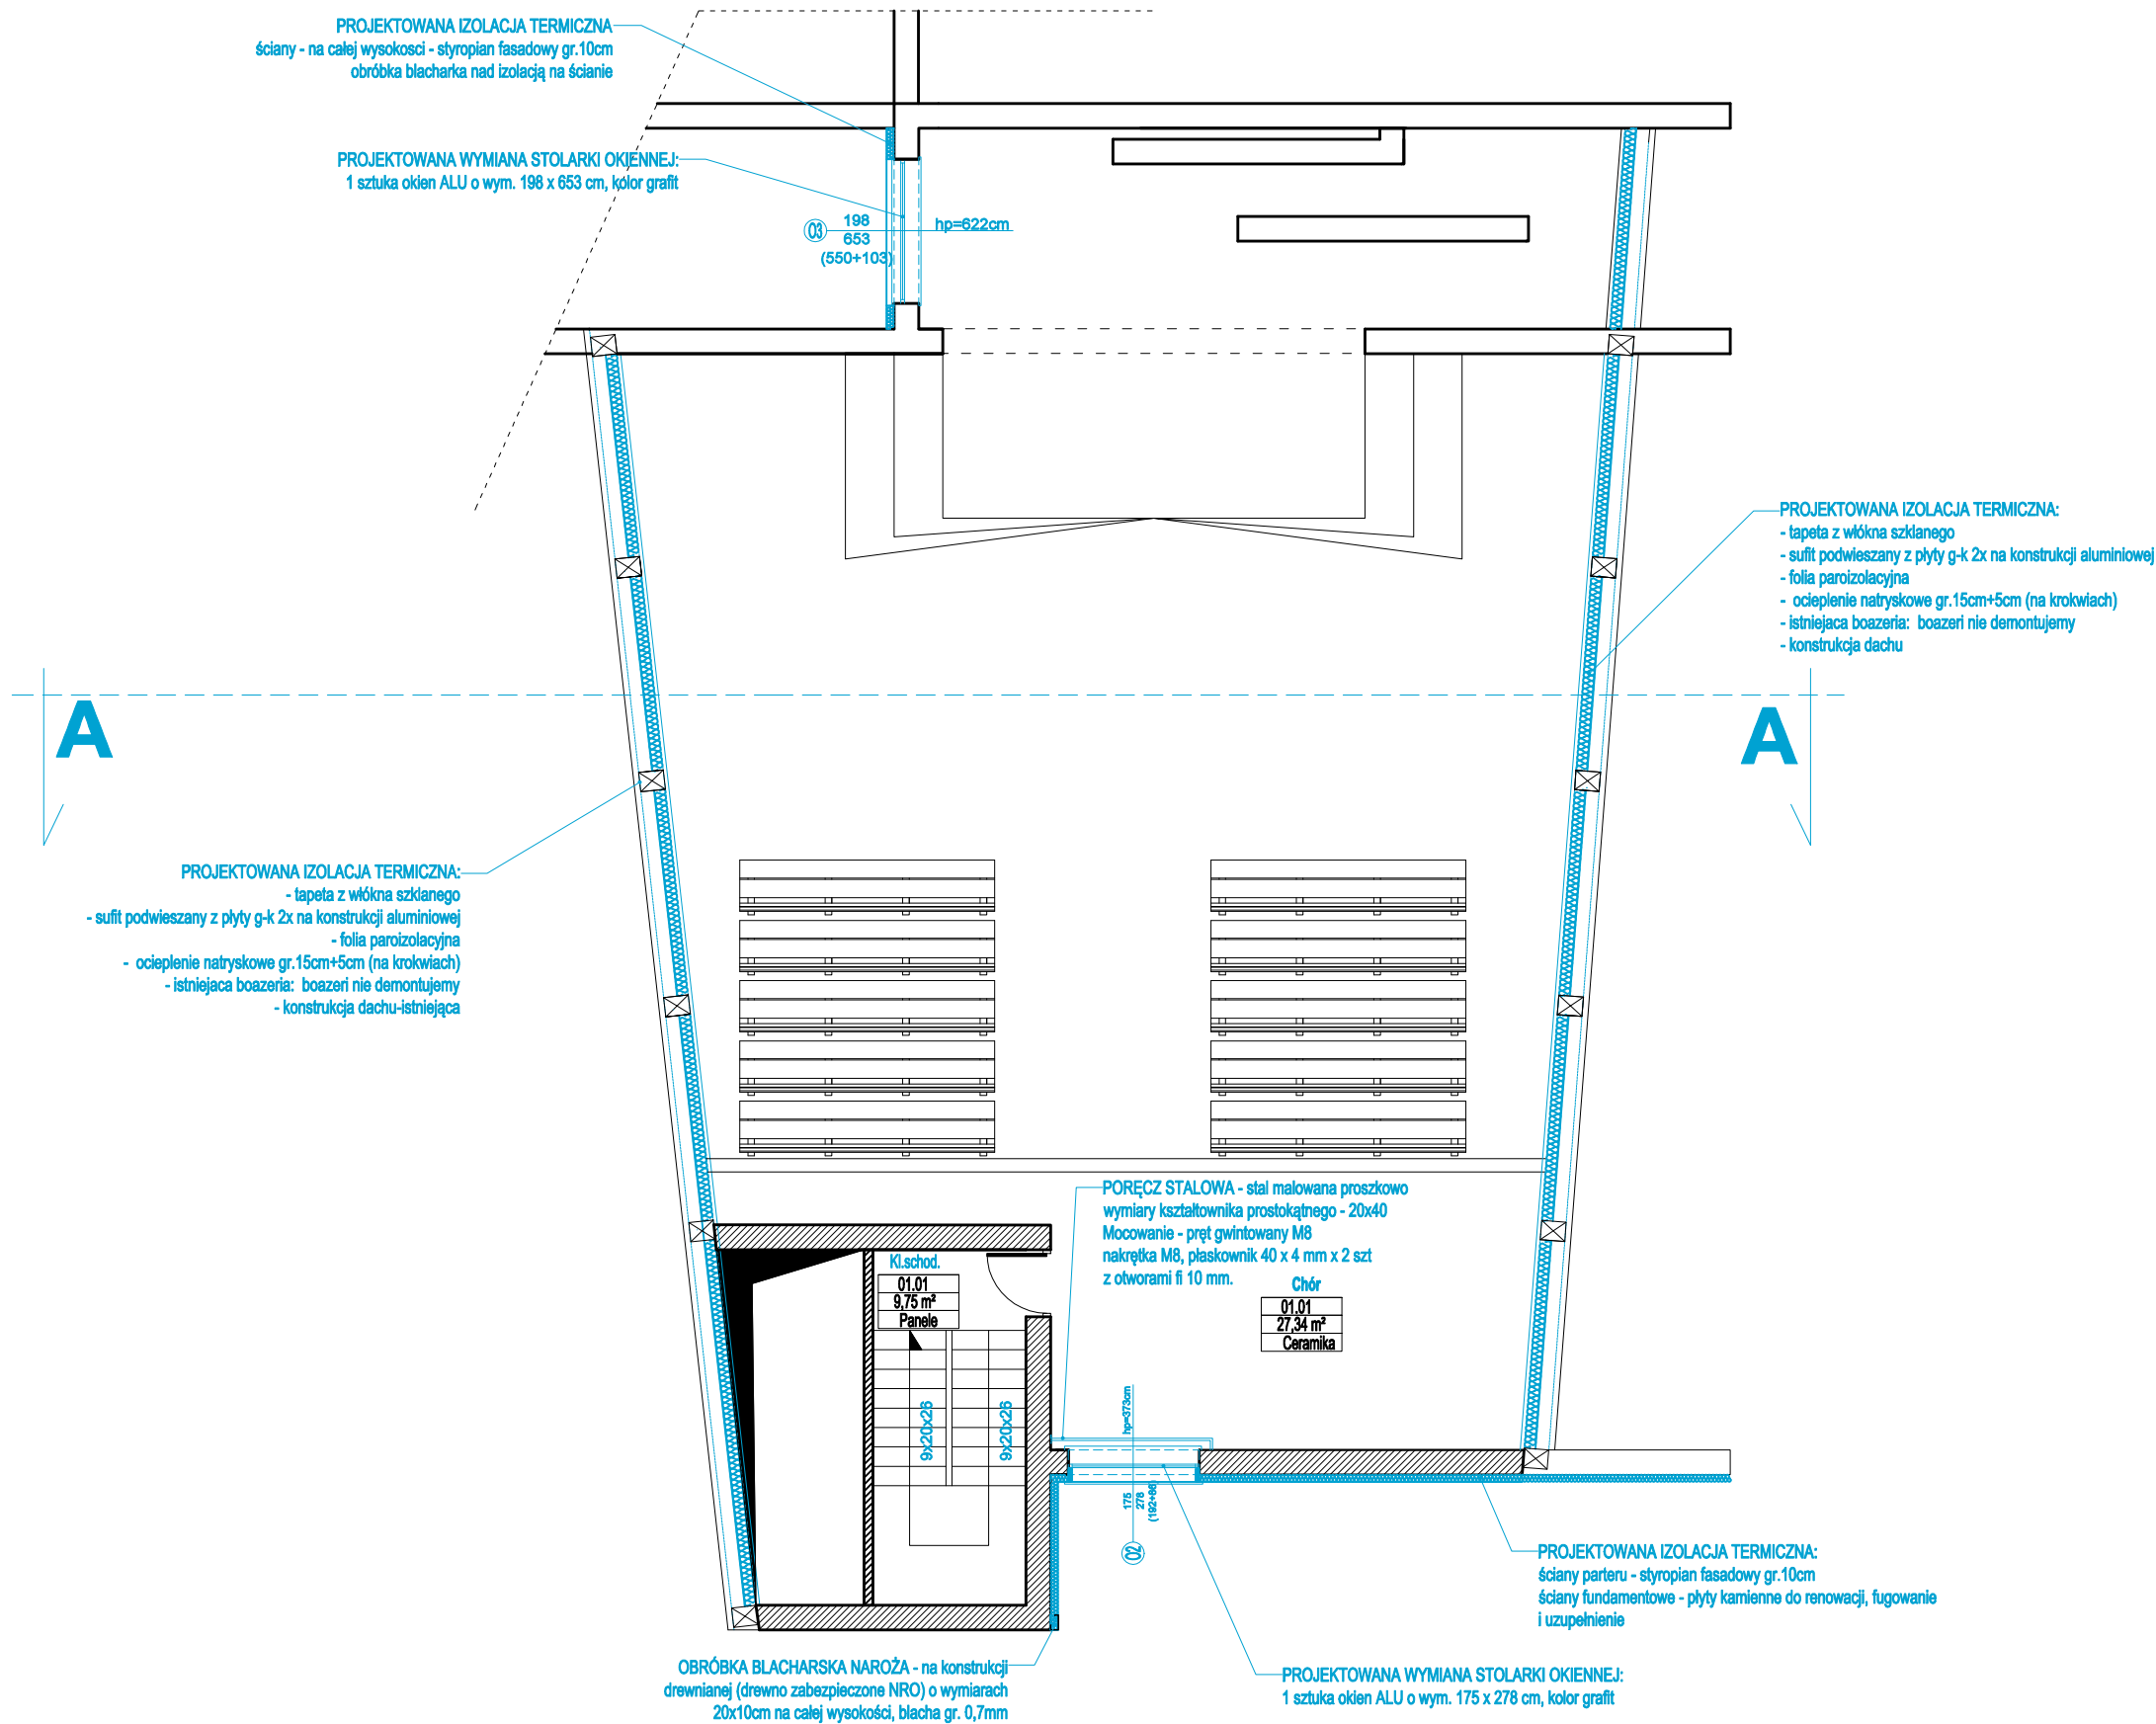 PROJEKTOWANA IZOLACJA TERMICZNA
ściany - na całej wysokosci - styropian fasadowy gr.10cm
obróbka blacharka nad izolacją na ścianie
PROJEKTOWANA WYMIANA STOLARKI OKIENNEJ:
1 sztuka okien ALU o wym. 198 x 653 cm, kolor grafit
03
198
653
(550+103)
hp=622cm
PROJEKTOWANA IZOLACJA TERMICZNA:
- tapeta z włókna szklanego
- sufit podwieszany z płyty g-k 2x na konstrukcji aluminiowej
- folia paroizolacyjna
- ocieplenie natryskowe gr.15cm+5cm (na krokwiach)
- istniejaca boazeria: boazeri nie demontujemy
- konstrukcja dachu
A
A
PROJEKTOWANA IZOLACJA TERMICZNA:
- tapeta z włókna szklanego
- sufit podwieszany z płyty g-k 2x na konstrukcji aluminiowej
- folia paroizolacyjna
- ocieplenie natryskowe gr.15cm+5cm (na krokwiach)
- istniejaca boazeria: boazeri nie demontujemy
- konstrukcja dachu-istniejąca
PORĘCZ STALOWA - stal malowana proszkowo
wymiary kształtownika prostokątnego - 20x40
Mocowanie - pręt gwintowany M8
nakrętka M8, płaskownik 40 x 4 mm x 2 szt
z otworami fi 10 mm.
Kl.schod.
01.01
9,75 m²
Panele
Chór
01.01
27,34 m²
Ceramika
9x20x26
9x20x26
hp=373cm
175
278
(192+86)
02
PROJEKTOWANA IZOLACJA TERMICZNA:
ściany parteru - styropian fasadowy gr.10cm
ściany fundamentowe - płyty kamienne do renowacji, fugowanie
i uzupełnienie
OBRÓBKA BLACHARSKA NAROŻA - na konstrukcji
drewnianej (drewno zabezpieczone NRO) o wymiarach
20x10cm na całej wysokości, blacha gr. 0,7mm
PROJEKTOWANA WYMIANA STOLARKI OKIENNEJ:
1 sztuka okien ALU o wym. 175 x 278 cm, kolor grafit